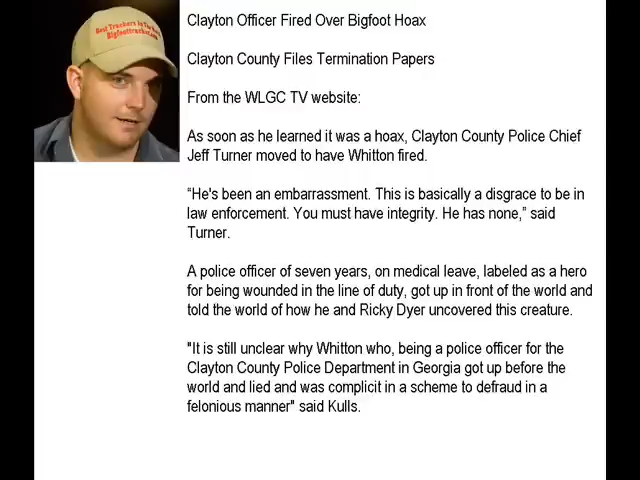 Best Trackers In The World
Bigfoottracker.com
Clayton Officer Fired Over Bigfoot Hoax
Clayton County Files Termination Papers
From the WLGC TV website:
As soon as he learned it was a hoax, Clayton County Police Chief
Jeff Turner moved to have Whitton fired.
“He's been an embarrassment. This is basically a disgrace to be in
law enforcement. You must have integrity. He has none,” said
Turner.
A police officer of seven years, on medical leave, labeled as a hero
for being wounded in the line of duty, got up in front of the world and
told the world of how he and Ricky Dyer uncovered this creature.
"It is still unclear why Whitton who, being a police officer for the
Clayton County Police Department in Georgia got up before the
world and lied and was complicit in a scheme to defraud in a
felonious manner" said Kulls.